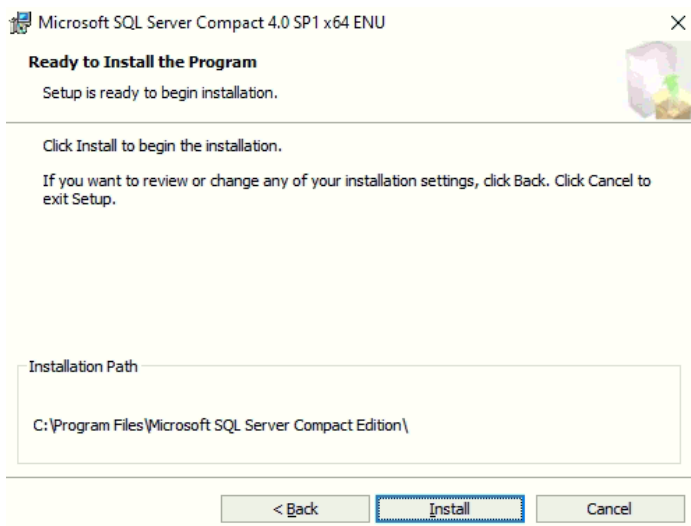 Microsoft SQL Server Compact 4.0 SP1 x64 ENU
Ready to Install the Program
Setup is ready to begin installation.
Click Install to begin the installation.
If you want to review or change any of your installation settings, click Back. Click Cancel to
exit Setup.
Installation Path
C:\Program Files\Microsoft SQL Server Compact Edition\
< Back
Install
Cancel